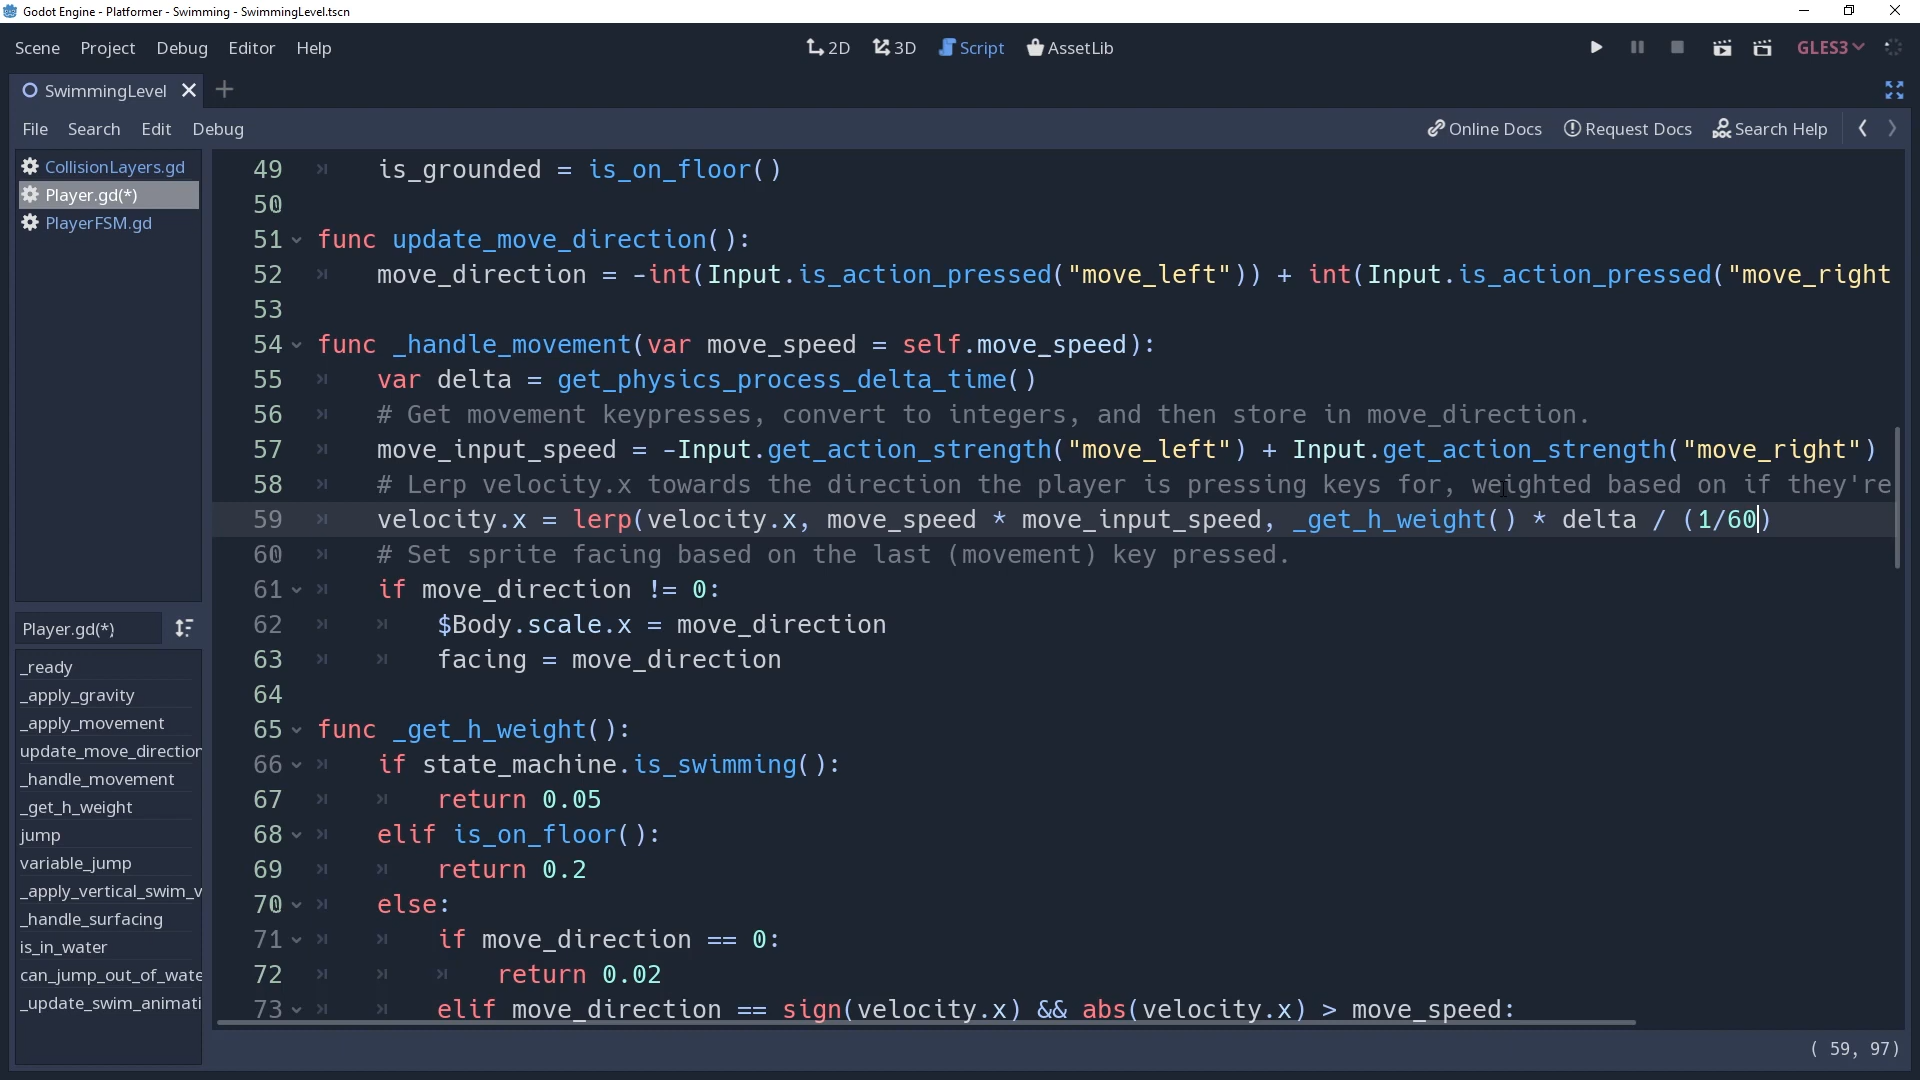 Godot Engine - Platformer - Swimming - SwimmingLevel.tscn
Scene Project Debug Editor Help 2D 3D Script AssetLib GLES3
SwimmingLevel
File Search Edit Debug Online Docs Request Docs Search Help
CollisionLayers.gd
Player.gd(*)
PlayerFSM.gd
Player.gd(*)
_ready
_apply_gravity
_apply_movement
update_move_direction
_handle_movement
_get_h_weight
jump
variable_jump
_apply_vertical_swim_v
_handle_surfacing
is_in_water
can_jump_out_of_wate
_update_swim_animati
49 is_grounded = is_on_floor()
50
51 func update_move_direction():
52 move_direction = -int(Input.is_action_pressed("move_left")) + int(Input.is_action_pressed("move_right
53
54 func _handle_movement(var move_speed = self.move_speed):
55 var delta = get_physics_process_delta_time()
56 # Get movement keypresses, convert to integers, and then store in move_direction.
57 move_input_speed = -Input.get_action_strength("move_left") + Input.get_action_strength("move_right")
58 # Lerp velocity.x towards the direction the player is pressing keys for, weighted based on if they're
59 velocity.x = lerp(velocity.x, move_speed * move_input_speed, _get_h_weight() * delta / (1/60)
60 # Set sprite facing based on the last (movement) key pressed.
61 if move_direction != 0:
62 $Body.scale.x = move_direction
63 facing = move_direction
64
65 func _get_h_weight():
66 if state_machine.is_swimming():
67 return 0.05
68 elif is_on_floor():
69 return 0.2
70 else:
71 if move_direction == 0:
72 return 0.02
73 elif move_direction == sign(velocity.x) && abs(velocity.x) > move_speed:
( 59, 97)